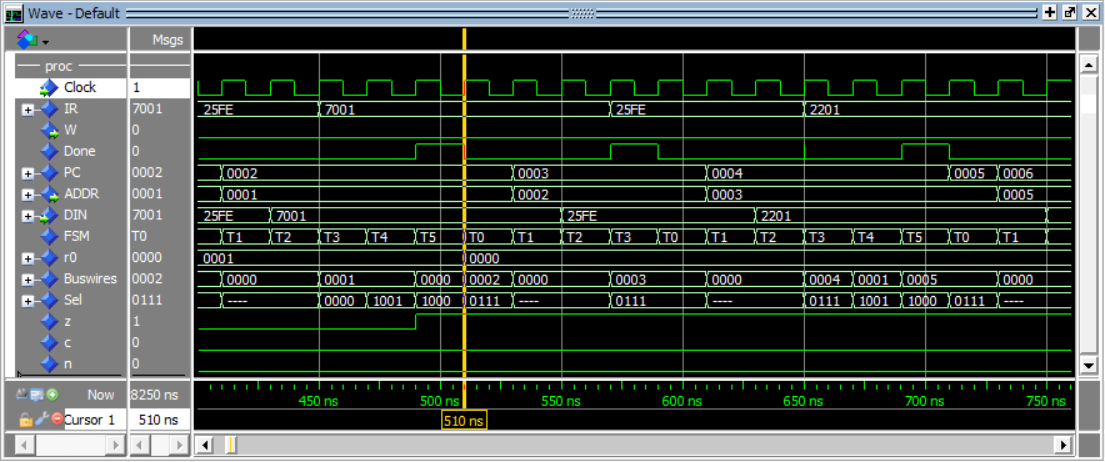 Wave - Default
Msgs
proc
Clock 1
IR 7001 25FE 7001 25FE 2201
W 0
Done 0
PC 0002 0002 0003 0004 0005 0006
ADDR 0001 0001 0002 0003 0005
DIN 7001 25FE 7001 25FE 2201
FSM T0 T1 T2 T3 T4 T5 T0 T1 T2 T3 T0 T1 T2 T3 T4 T5 T0 T1
r0 0000 0001 0000
Buswires 0002 0000 0001 0000 0002 0000 0003 0000 0004 0001 0005 0000
Sel 0111 ---- 0000 1001 1000 0111 ---- 0111 ---- 0111 1001 1000 0111 ----
z 1
c 0
n 0
Now 8250 ns 450 ns 500 ns 550 ns 600 ns 650 ns 700 ns 750 ns
Cursor 1 510 ns 510 ns